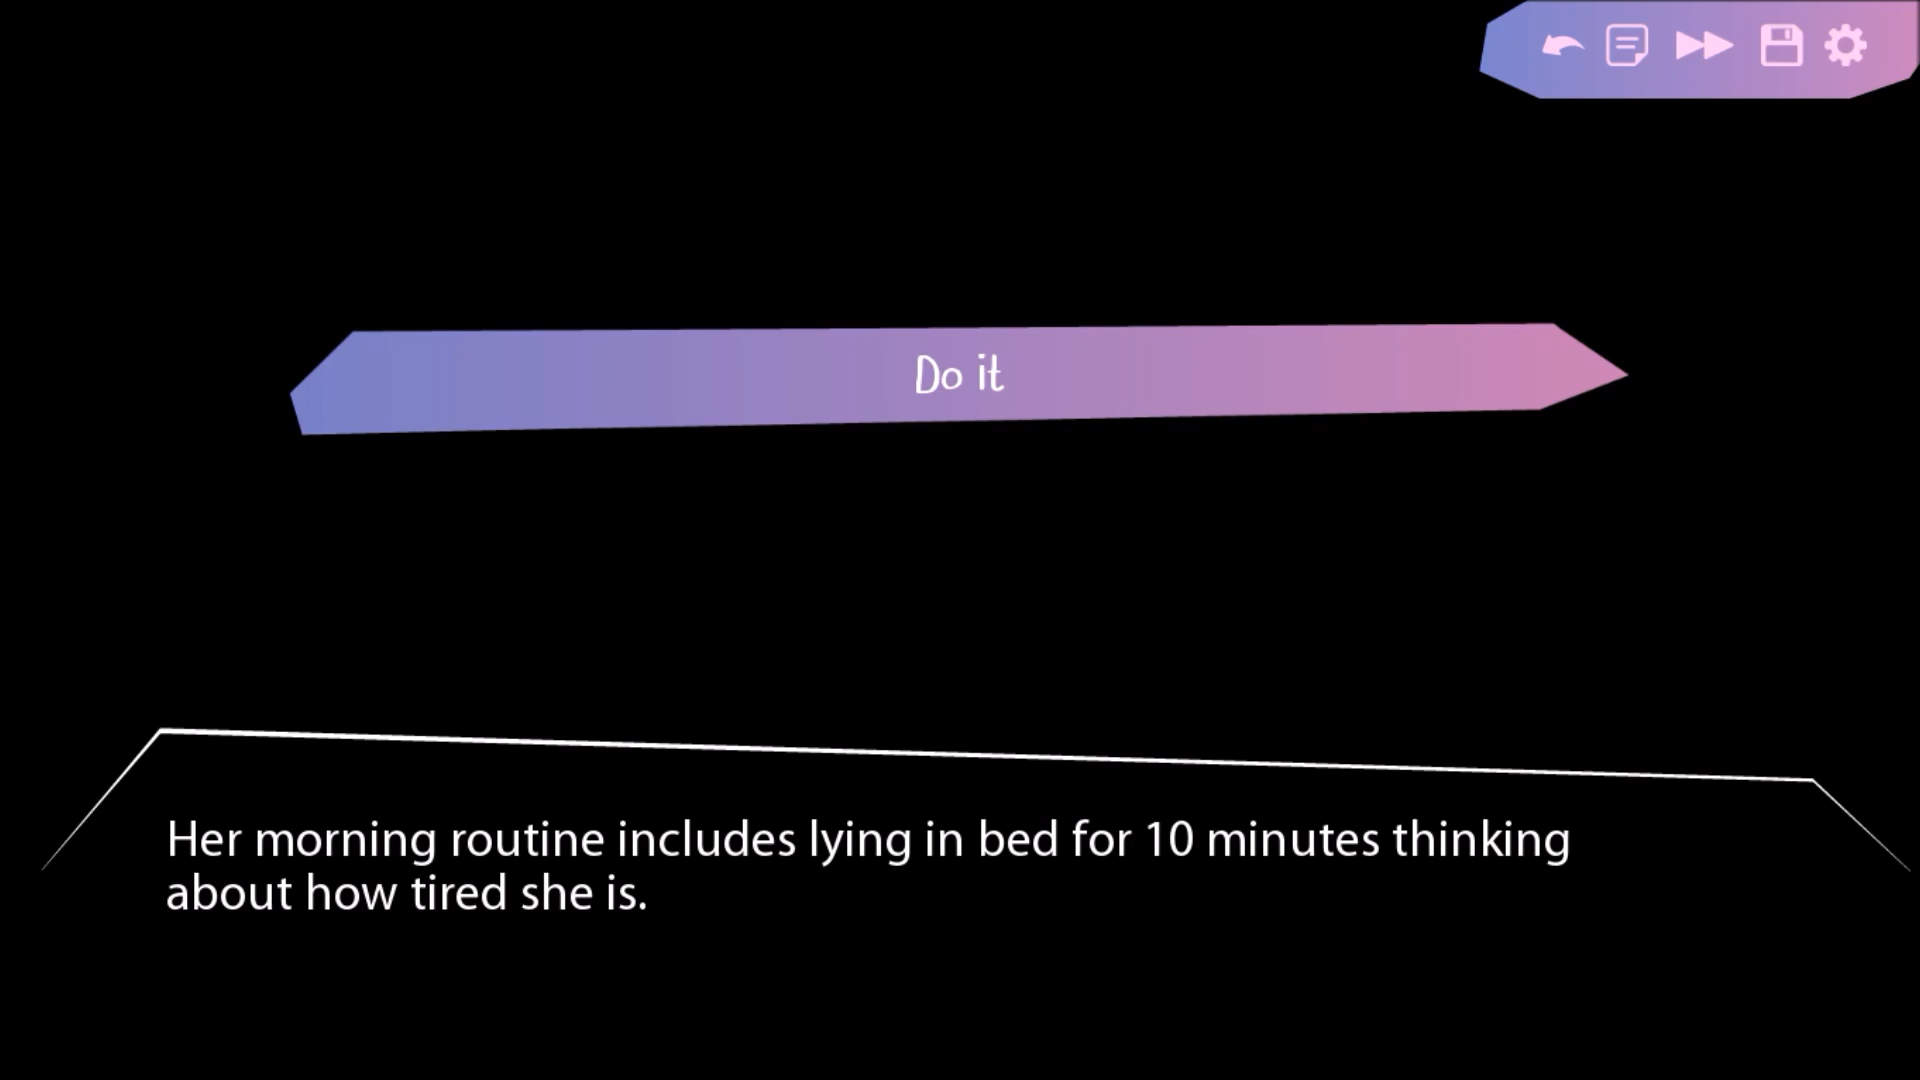 Do it
Her morning routine includes lying in bed for 10 minutes thinking
about how tired she is.